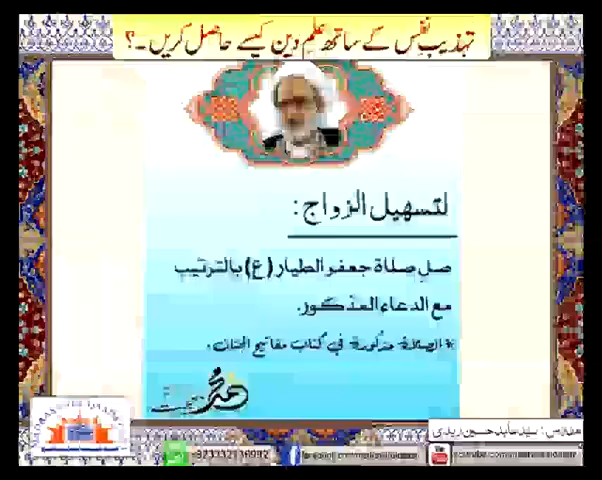 تہذیبِ نفس کے ساتھ علمِ دین کیسے حاصل کریں۔؟
لتسهيل الزواج:
صلِ صلاة جعفر الطيار (ع) بالترتيب
مع الدعاء المذكور.
* الصلاة مذكورة في كتاب مفاتيح الجنان.
مدرس: سید عابد حسین زیدی